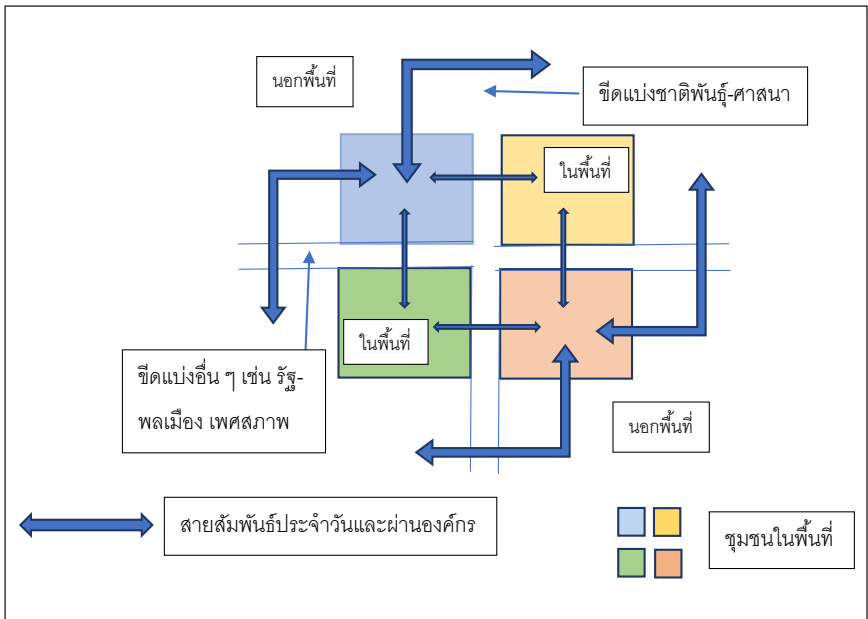 นอกพื้นที่
ขีดแบ่งชาติพันธุ์-ศาสนา
ในพื้นที่
ในพื้นที่
ขีดแบ่งอื่น ๆ เช่น รัฐ-
พลเมือง เพศสภาพ
นอกพื้นที่
สายสัมพันธ์ประจำวันและผ่านองค์กร
ชุมชนในพื้นที่